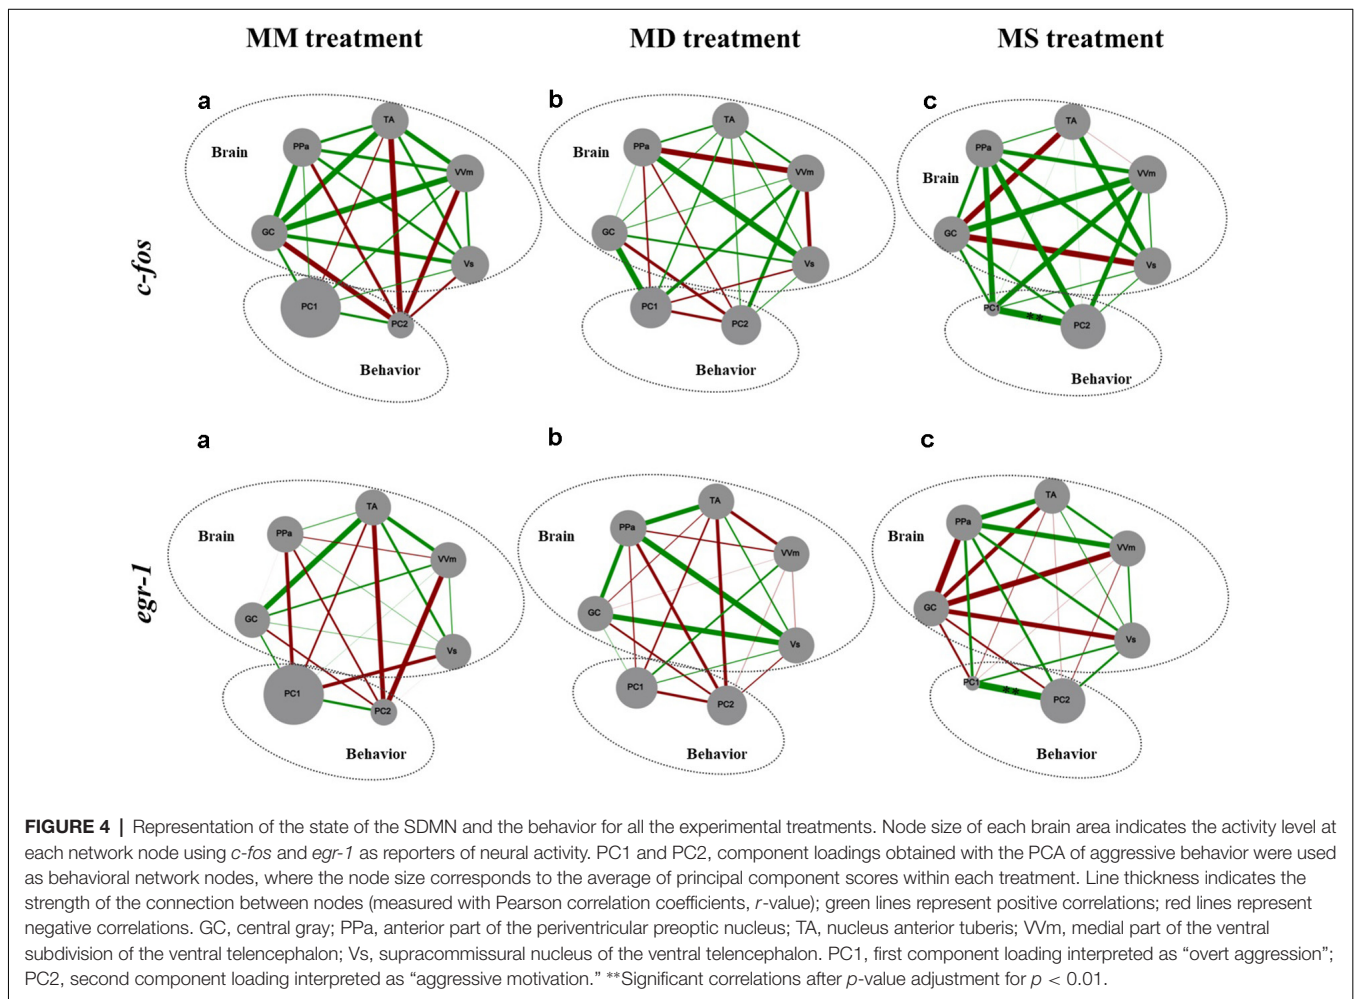 MM treatment MD treatment MS treatment
a b c
TA TA TA
Brain PPa VVm Brain PPa VVm Brain PPa VVm
GC Vs GC Vs GC Vs
c-fos
PC1 PC2 PC1 PC2 PC1 ** PC2
Behavior Behavior Behavior
a b c
TA TA TA
Brain PPa VVm Brain PPa VVm Brain PPa VVm
GC Vs GC Vs GC Vs
egr-1
PC1 PC2 PC1 PC2 PC1 ** PC2
Behavior Behavior Behavior
FIGURE 4 | Representation of the state of the SDMN and the behavior for all the experimental treatments. Node size of each brain area indicates the activity level at
each network node using c-fos and egr-1 as reporters of neural activity. PC1 and PC2, component loadings obtained with the PCA of aggressive behavior were used
as behavioral network nodes, where the node size corresponds to the average of principal component scores within each treatment. Line thickness indicates the
strength of the connection between nodes (measured with Pearson correlation coefficients, r-value); green lines represent positive correlations; red lines represent
negative correlations. GC, central gray; PPa, anterior part of the periventricular preoptic nucleus; TA, nucleus anterior tuberis; VVm, medial part of the ventral
subdivision of the ventral telencephalon; Vs, supracommissural nucleus of the ventral telencephalon. PC1, first component loading interpreted as “overt aggression”;
PC2, second component loading interpreted as “aggressive motivation.” **Significant correlations after p-value adjustment for p < 0.01.